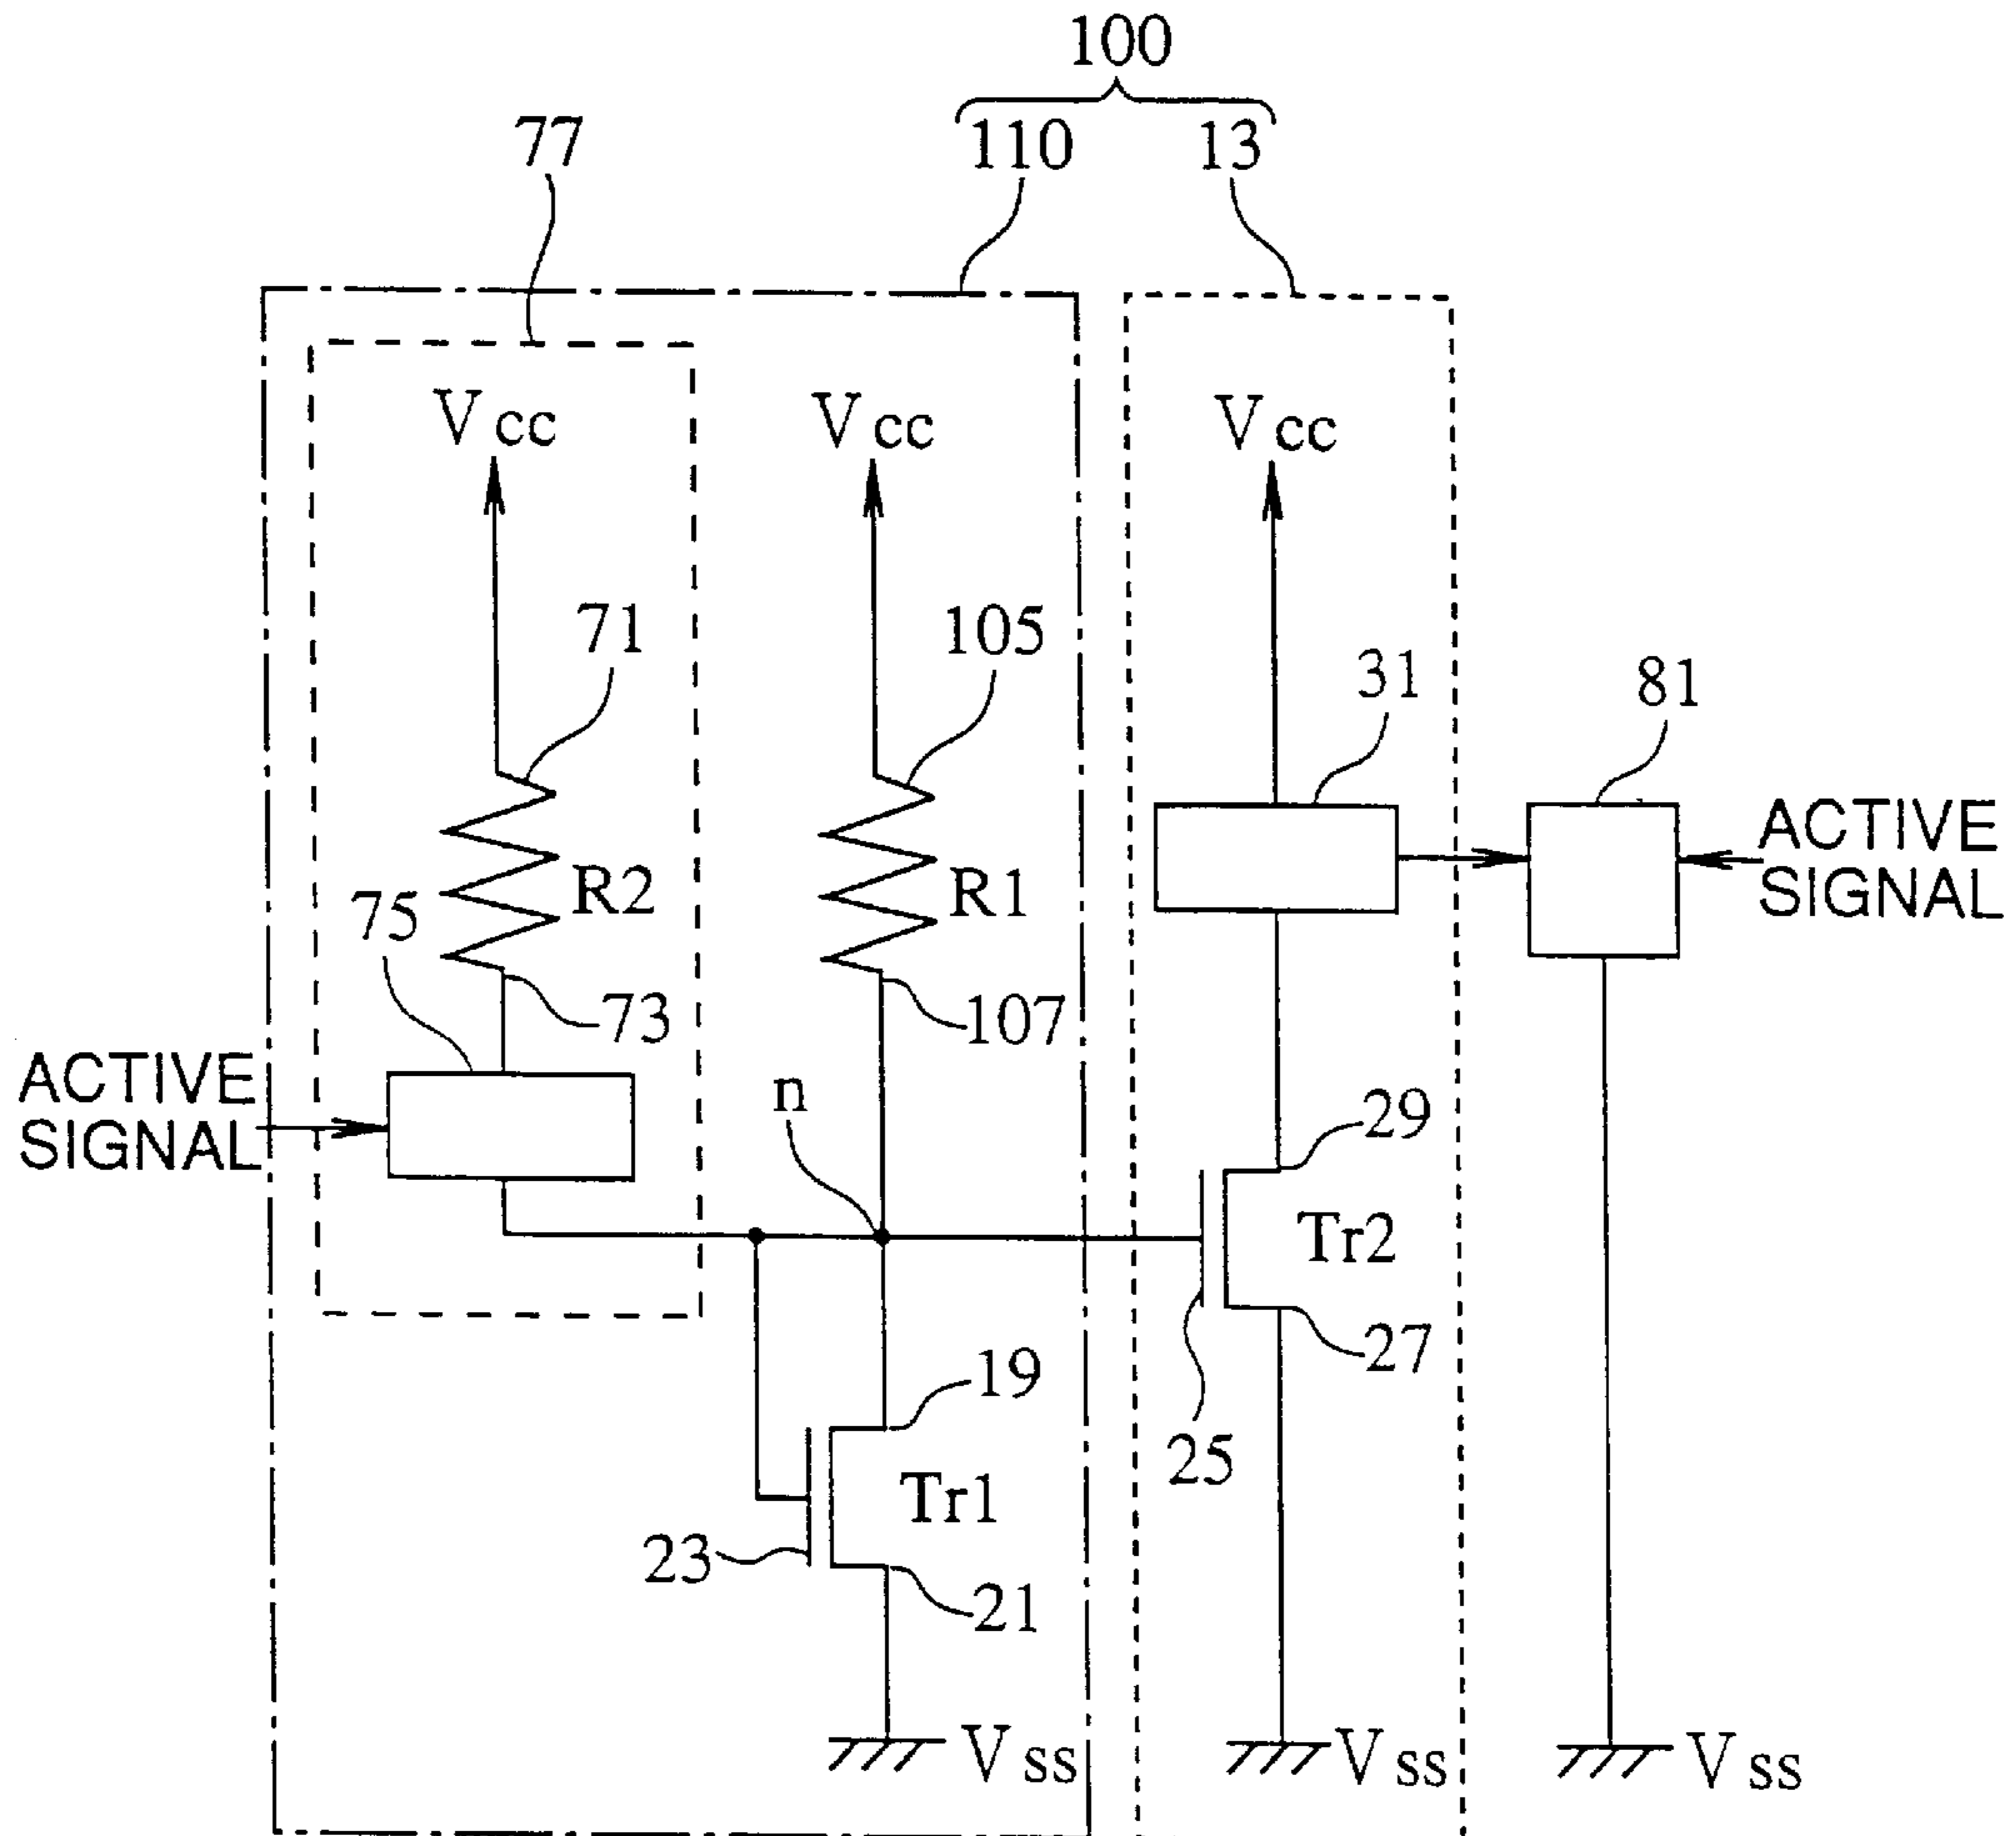 100
110 13
77
Vcc Vcc Vcc
71 105
31 81
ACTIVE
SIGNAL
R2 R1
75
73 107
ACTIVE
SIGNAL
n
29
Tr2
27
19
25
Tr1
23
21
Vss Vss Vss